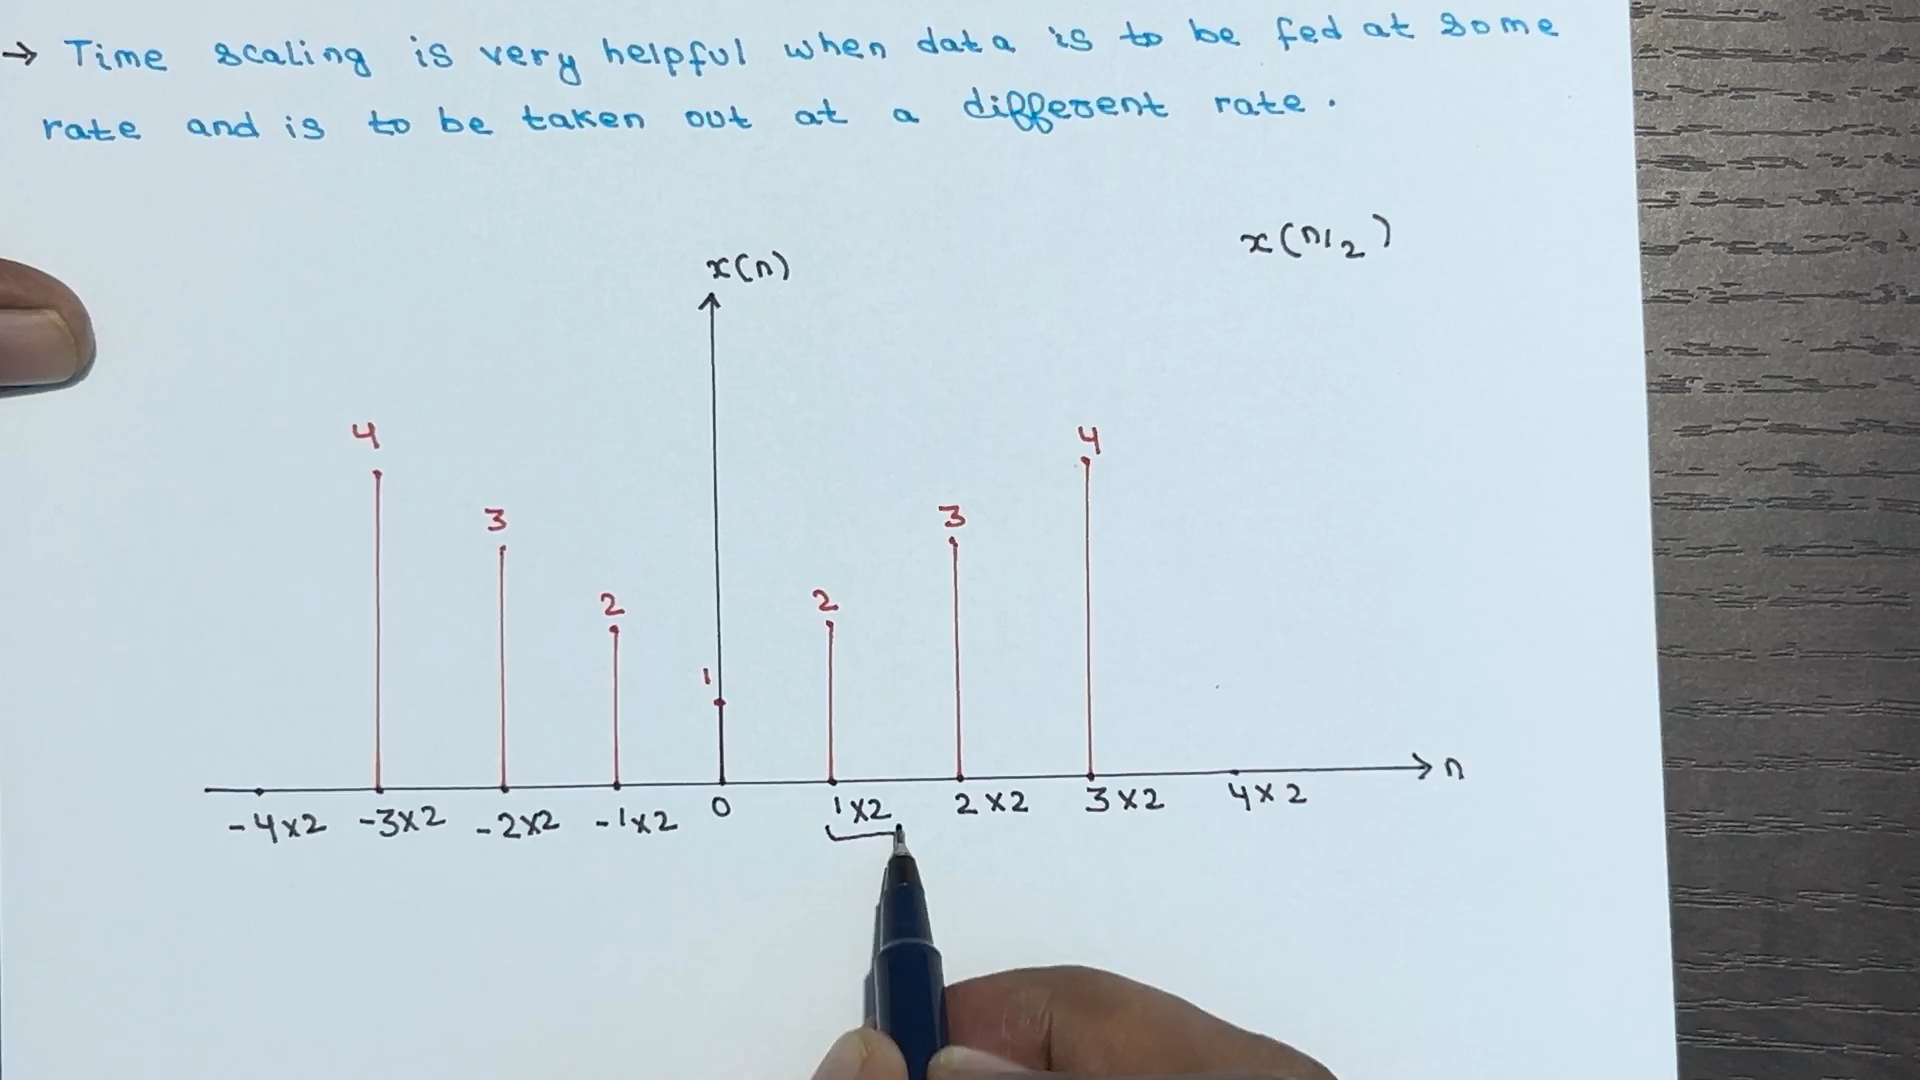 → Time scaling is very helpful when data is to be fed at some
rate and is to be taken out at a different rate.
x(n/2)
x(n)
4
3
2
1
2
3
4
n
-4x2 -3x2 -2x2 -1x2 0 1x2 2x2 3x2 4x2